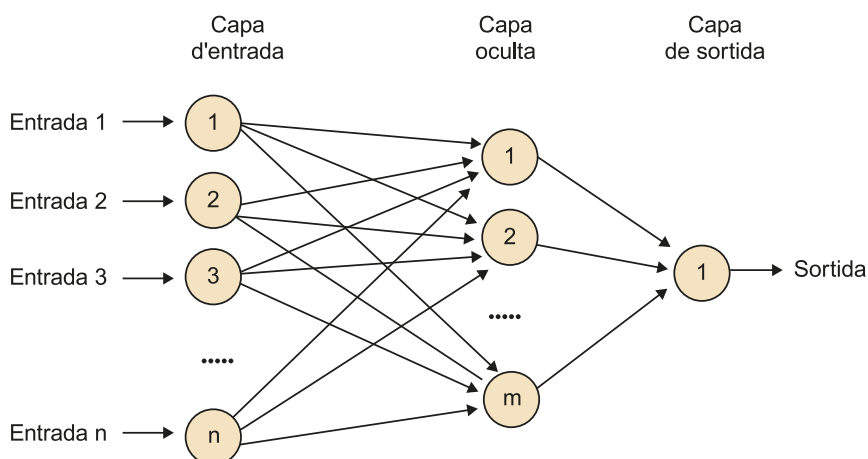 Capa
d'entrada
Capa
oculta
Capa
de sortida
Entrada 1
1
1
Entrada 2
2
2
Entrada 3
3
1
Sortida
.....
.....
m
Entrada n
n